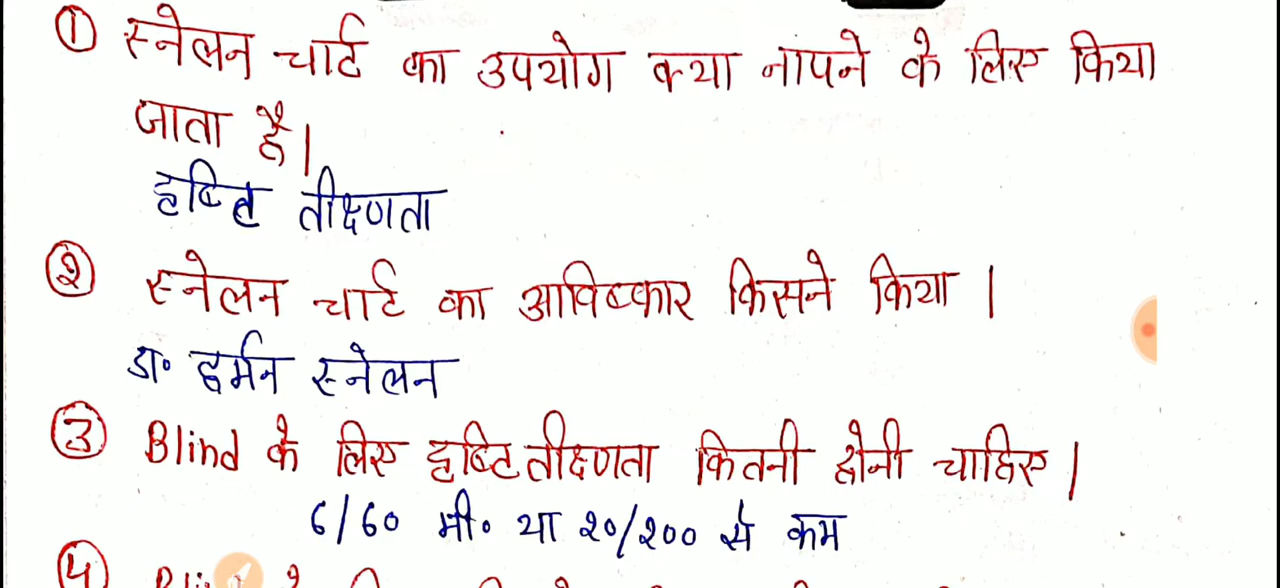 ① स्नेलन चार्ट का उपयोग क्या नापने के लिए किया
जाता है।
दृष्टि तीक्ष्णता
② स्नेलन चार्ट का आविष्कार किसने किया।
डा॰ हर्मन स्नेलन
③ Blind के लिए दृष्टि तीक्ष्णता कितनी होनी चाहिए।
6/60 मी॰ या 20/200 से कम
④